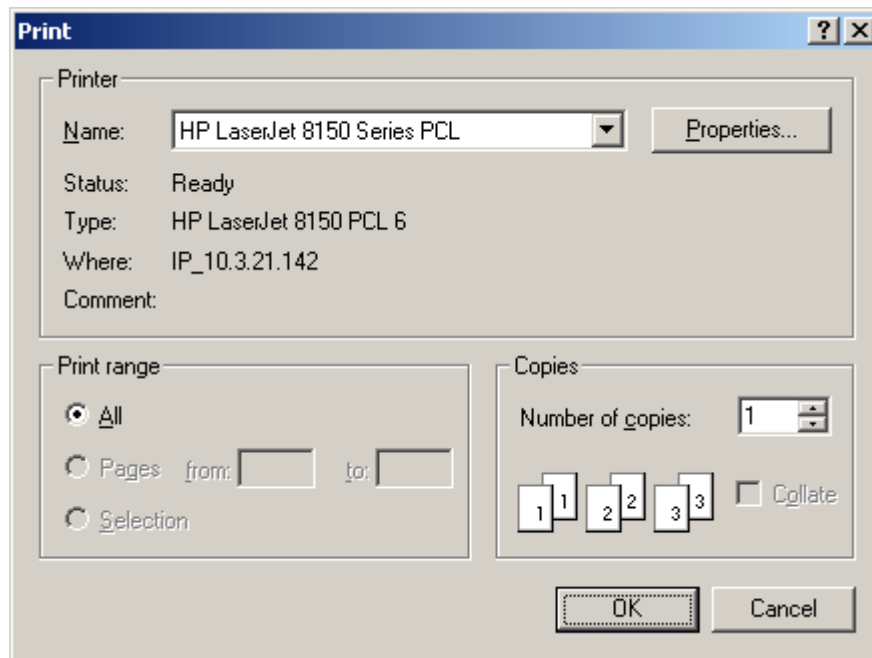 Print
Printer
Name: HP LaserJet 8150 Series PCL Properties...
Status: Ready
Type: HP LaserJet 8150 PCL 6
Where: IP_10.3.21.142
Comment:
Print range
All
Pages from: to:
Selection
Copies
Number of copies: 1
1 1 2 2 3 3 Collate
OK Cancel